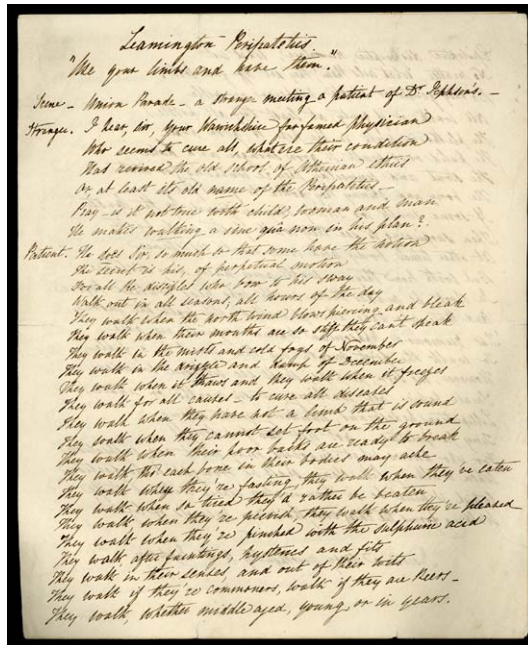 Leamington Peripatetics.
"Use your limbs and have them."
Scene - Union Parade - a stranger meeting a patient of Dr Jephson's. -
Stranger. I hear, Sir, your Warwickshire farfamed Physician
Who seems to cure all, whate'er their condition
Has revived the old school of Athenian ethics
Or, at least its old name of the Peripatetics -
Pray - is it not true with child, woman and man
He makes walking a sine quâ non in his plan?
Patient. He does Sir, so much so that some have the notion
The secret is his, of perpetual motion
For all his disciples who bow to his sway
Walk out in all seasons, all hours of the day
They walk when the north wind blows piercing and bleak
They walk when their mouths are so stiff they can't speak
They walk in the mists and cold fogs of November
They walk in the drizzle and damp of December
They walk when it thaws and they walk when it freezes
They walk for all causes - to cure all diseases
They walk when they have not a limb that is sound
They walk when they cannot set foot on the ground
They walk when their poor backs are ready to break
They walk, tho' each bone in their bodies may ache
They walk when they're fasting, they walk when they've eaten
They walk when so tired they'd rather be beaten
They walk when they're peevish, they walk when they're pleased
They walk when they're pinched with the sulphuric acid
They walk after faintings, hysterics and fits
They walk in their senses, and out of their wits
They walk if they're commoners, walk if they are Peers -
They walk, whether middle aged, young, or in years.